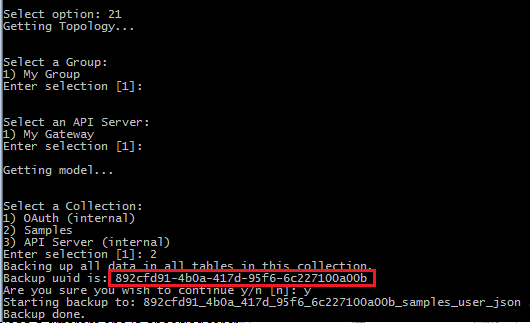 Select option: 21
Getting Topology...
Select a Group:
1) My Group
Enter selection [1]:
Select an API Server:
1) My Gateway
Enter selection [1]:
Getting model...
Select a Collection:
1) OAuth (internal)
2) Samples
3) API Server (internal)
Enter selection [1]: 2
Backing up all data in all tables in this collection.
Backup uuid is: 892cfd91-4b0a-417d-95f6-6c227100a00b
Are you sure you wish to continue y/n [n]: y
Starting backup to: 892cfd91_4b0a_417d_95f6_6c227100a00b_samples_user_json
Backup done.